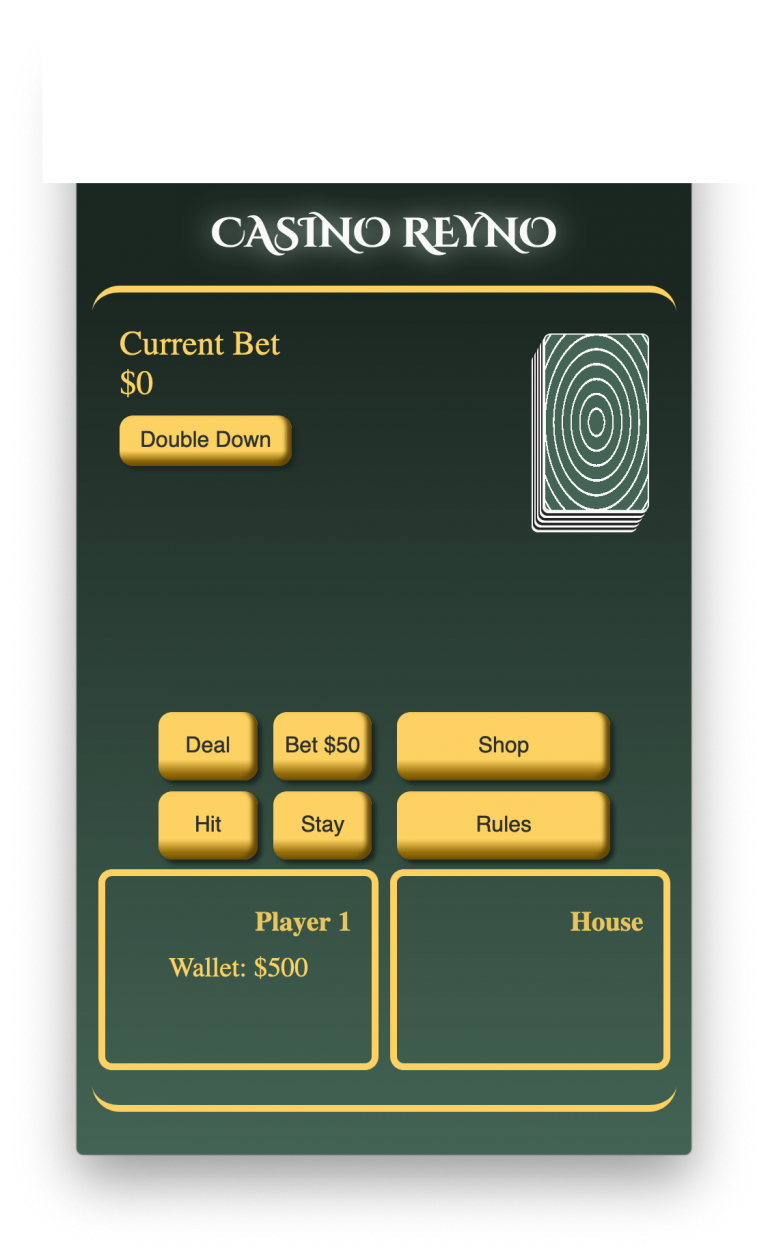 CASINO REYNO
Current Bet
$0
Double Down
Deal
Bet $50
Shop
Hit
Stay
Rules
Player 1
Wallet: $500
House